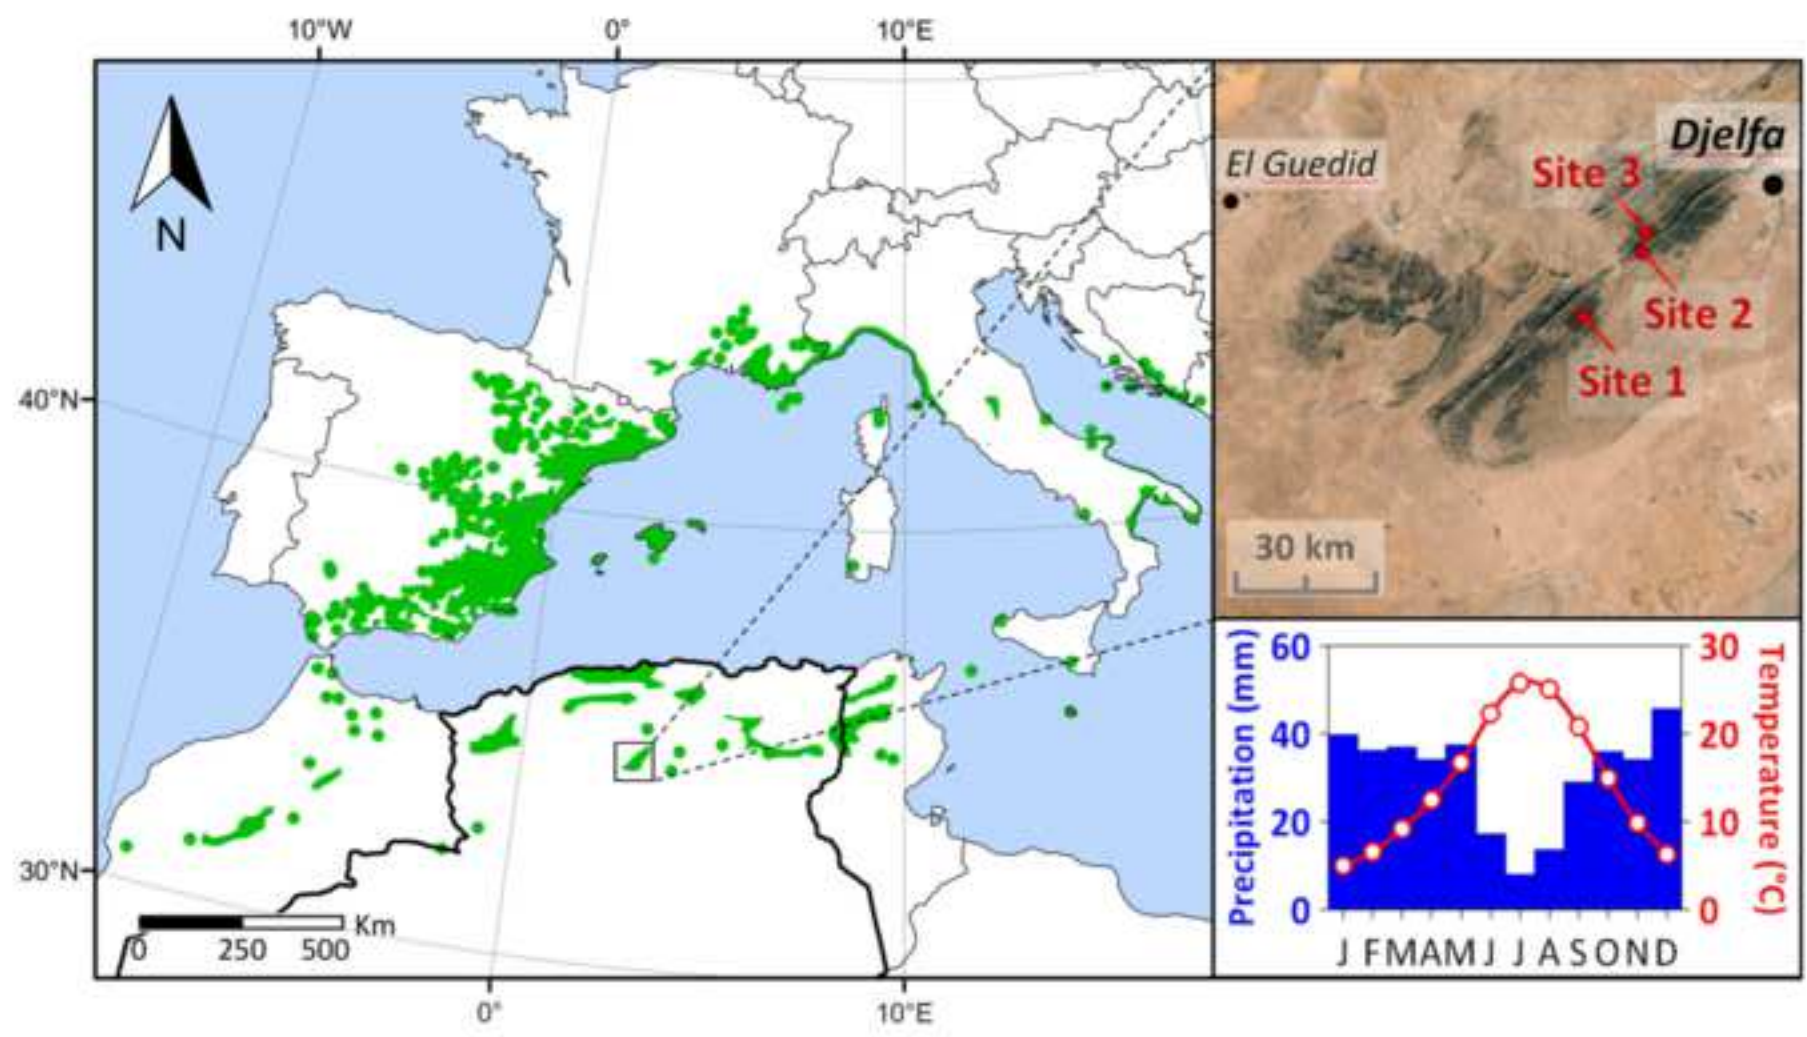 10°W 0° 10°E
N
40°N
30°N
0 250 500 Km
0° 10°E
El Guedid
Djelfa
Site 3
Site 2
Site 1
30 km
Precipitation (mm)
60
40
20
0
30
20
10
0
Temperature (°C)
J F M A M J J A S O N D